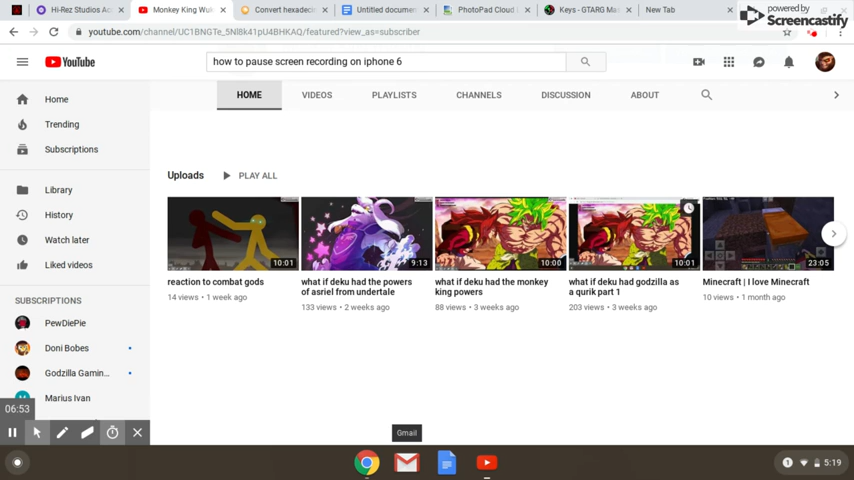 Hi-Rez Studios Ac
Monkey King Wuk
Convert hexadeci
Untitled documen
PhotoPad Cloud
Keys - GTARG Ma
New Tab
powered by
Screencastify
youtube.com/channel/UC1BNGTe_5Nl8k41pU4BHKAQ/featured?view_as=subscriber
YouTube
how to pause screen recording on iphone 6
HOME
VIDEOS
PLAYLISTS
CHANNELS
DISCUSSION
ABOUT
Home
Trending
Subscriptions
Library
History
Watch later
Liked videos
SUBSCRIPTIONS
PewDiePie
Doni Bobes
Godzilla Gamin...
Marius Ivan
Uploads
PLAY ALL
10:01
9:13
10:00
10:01
23:05
reaction to combat gods
14 views • 1 week ago
what if deku had the powers
of asriel from undertale
133 views • 2 weeks ago
what if deku had the monkey
king powers
88 views • 3 weeks ago
what if deku had godzilla as
a qurik part 1
203 views • 3 weeks ago
Minecraft | I love Minecraft
10 views • 1 month ago
06:53
Gmail
1
5:19